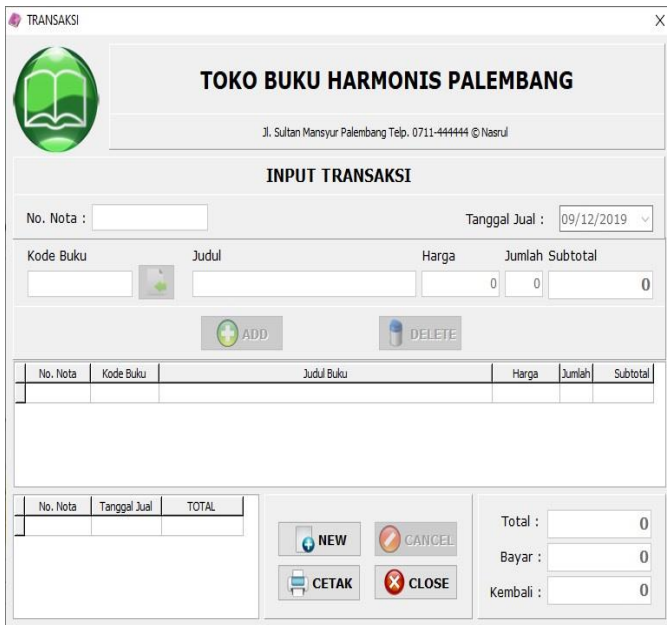 TRANSAKSI X
TOKO BUKU HARMONIS PALEMBANG
Jl. Sultan Mansyur Palembang Telp. 0711-444444 © Nasrul
INPUT TRANSAKSI
No. Nota : Tanggal Jual : 09/12/2019
Kode Buku Judul Harga Jumlah Subtotal
0 0 0
ADD DELETE
No. Nota Kode Buku Judul Buku Harga Jumlah Subtotal
No. Nota Tanggal Jual TOTAL
NEW CANCEL
CETAK CLOSE
Total : 0
Bayar : 0
Kembali : 0